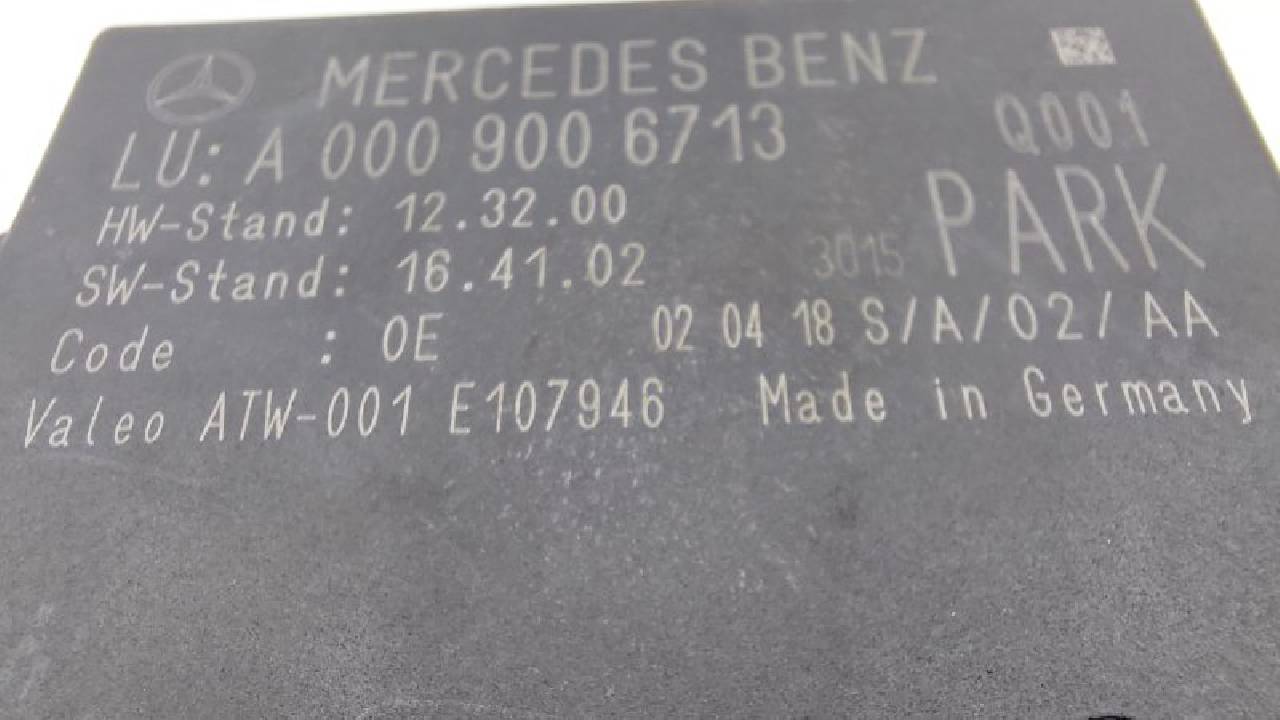 MERCEDES BENZ
LU: A 000 900 6713 Q001
HW-Stand: 12.32.00
SW-Stand: 16.41.02 3015 PARK
Code : 0E 02 04 18 S/A/02/AA
Valeo ATW-001 E107946 Made in Germany